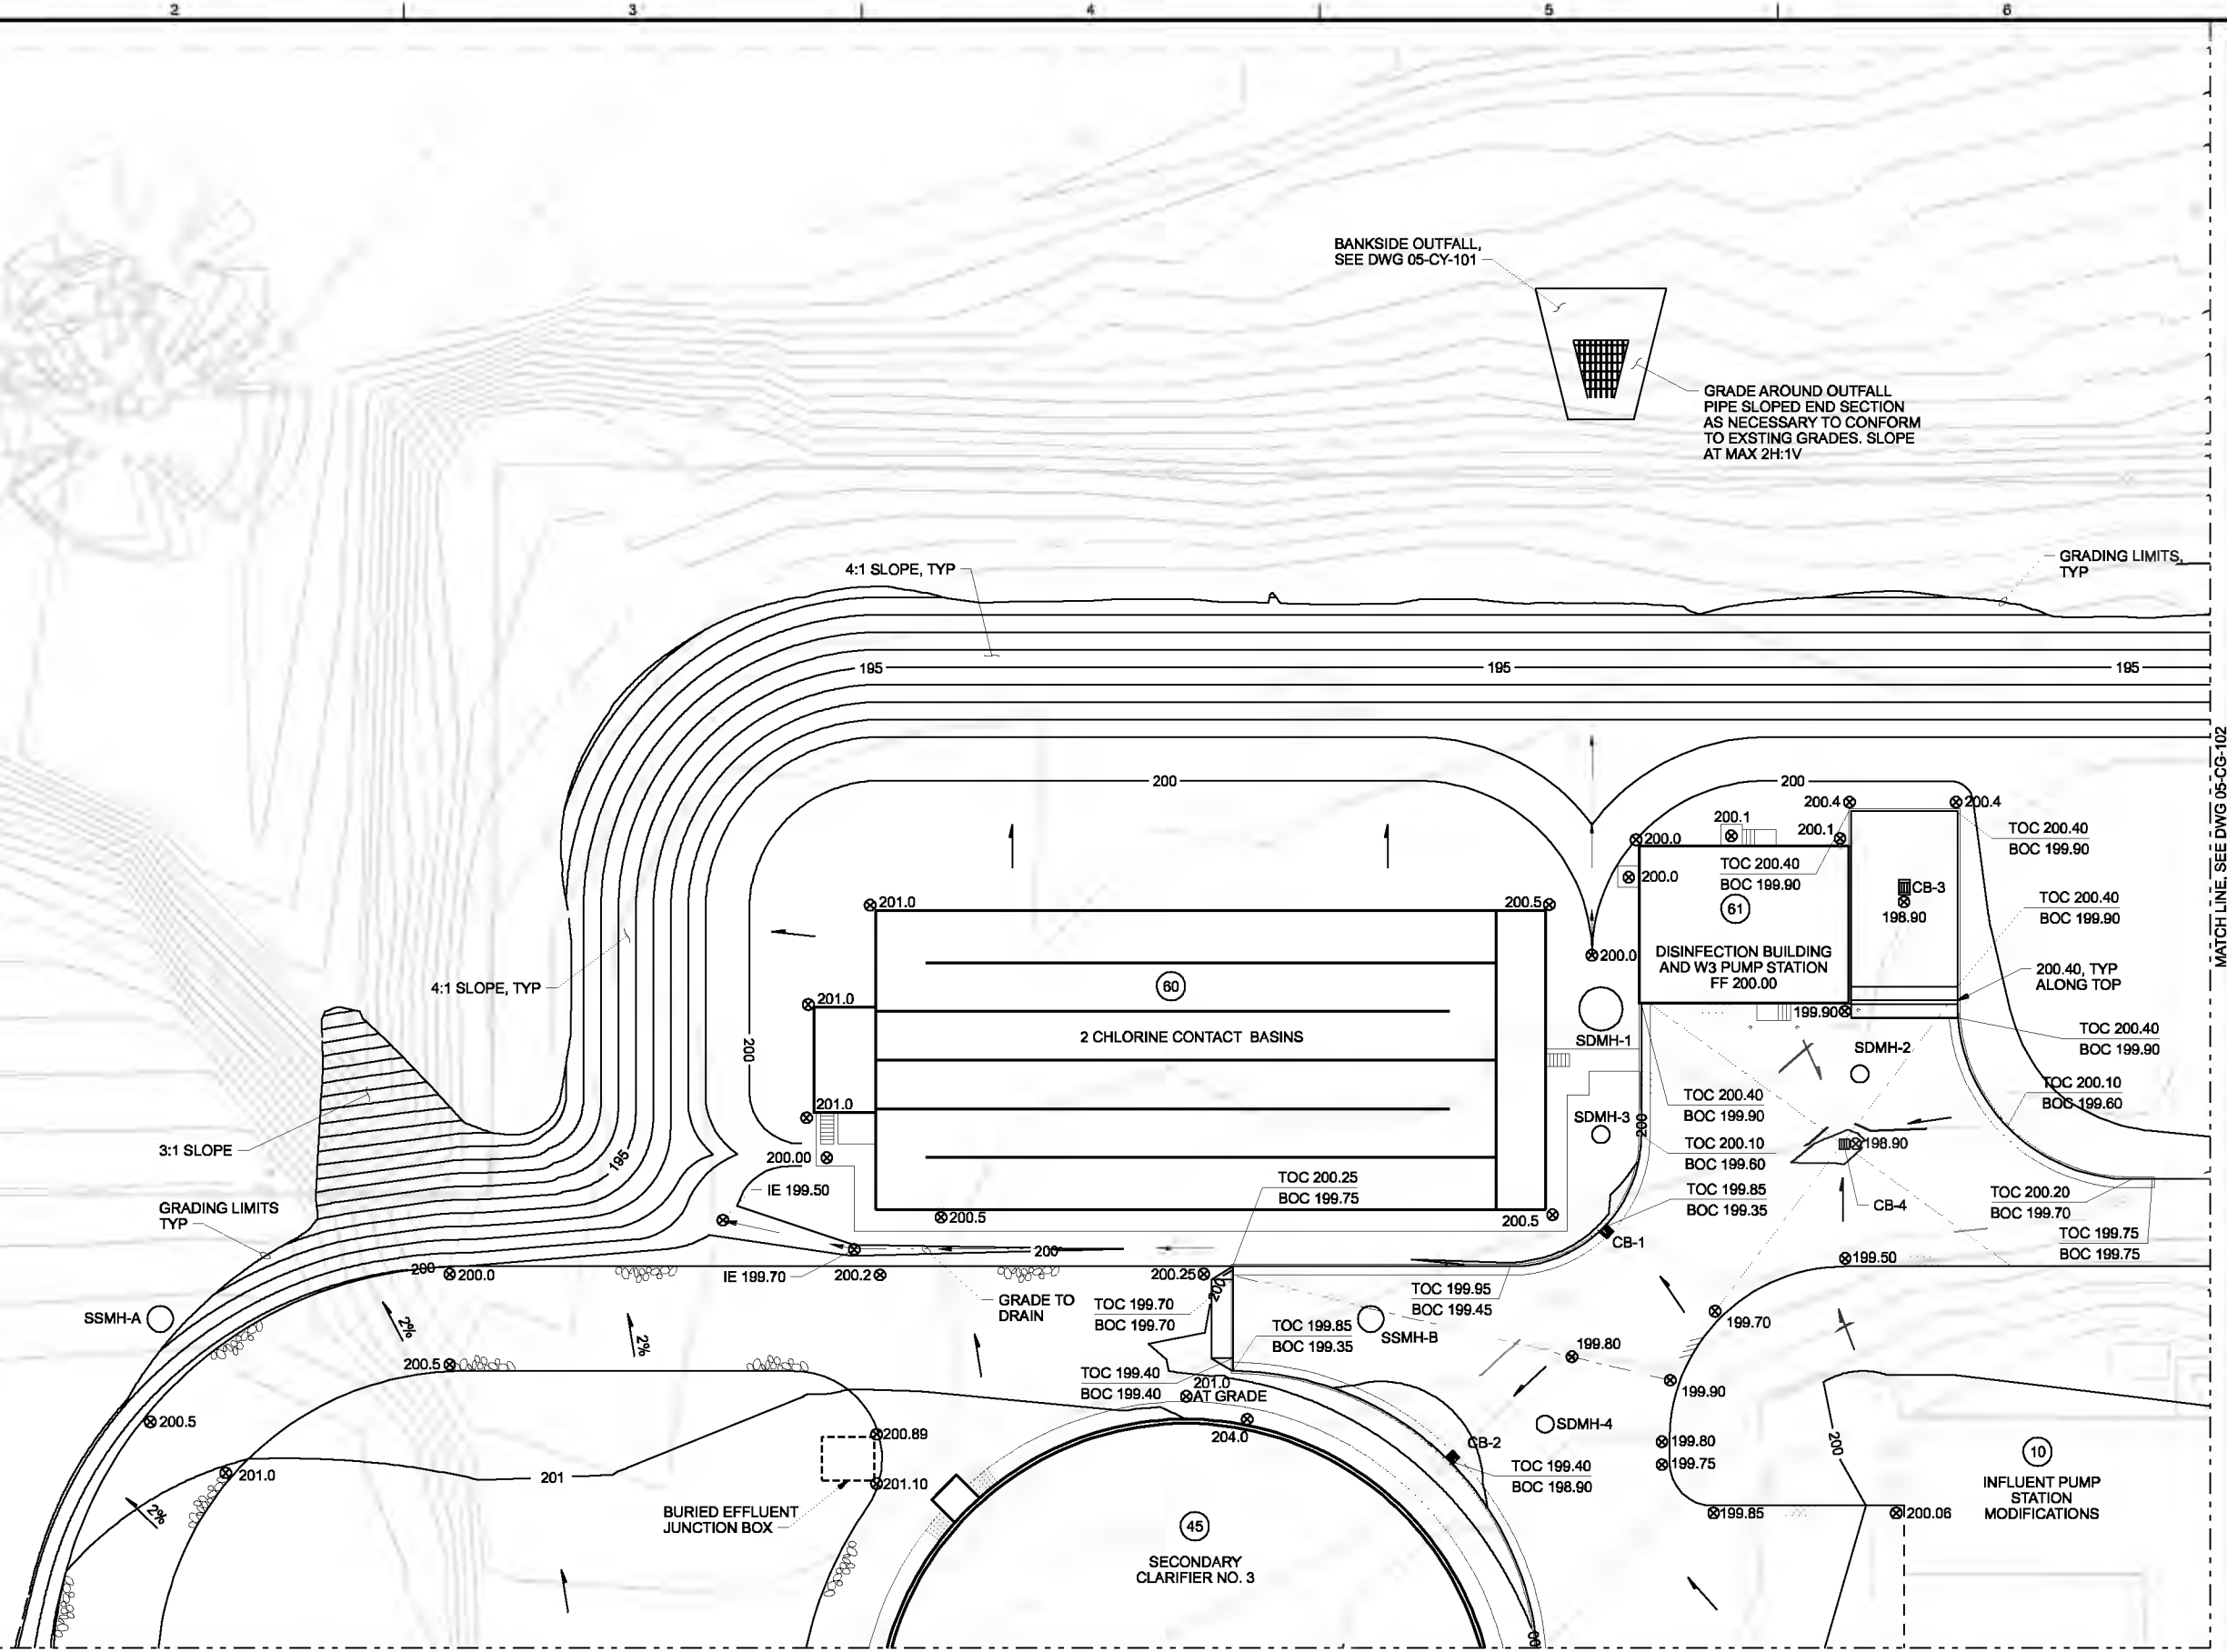 2
3
4
5
6
BANKSIDE OUTFALL,
SEE DWG 05-CY-101
GRADE AROUND OUTFALL
PIPE SLOPED END SECTION
AS NECESSARY TO CONFORM
TO EXSTING GRADES. SLOPE
AT MAX 2H:1V
GRADING LIMITS,
TYP
4:1 SLOPE, TYP
195
195
195
MATCH LINE, SEE DWG 05-CG-102
200
200
200.4
200.4
200.1
200.1
200.0
TOC 200.40
BOC 199.90
TOC 200.40
BOC 199.90
200.0
CB-3
198.90
TOC 200.40
BOC 199.90
201.0
200.5
61
200.0
DISINFECTION BUILDING
AND W3 PUMP STATION
FF 200.00
200.40, TYP
ALONG TOP
4:1 SLOPE, TYP
201.0
60
2 CHLORINE CONTACT BASINS
SDMH-1
199.90
SDMH-2
TOC 200.40
BOC 199.90
200
TOC 200.40
BOC 199.90
TOC 200.10
BOC 199.60
201.0
SDMH-3
200
TOC 200.10
BOC 199.60
198.90
3:1 SLOPE
195
200.00
IE 199.50
TOC 200.25
BOC 199.75
TOC 199.85
BOC 199.35
CB-4
TOC 200.20
BOC 199.70
GRADING LIMITS
TYP
200.5
200.5
CB-1
TOC 199.75
BOC 199.75
200
199.50
200
200.0
IE 199.70
200.2
200.25
200
TOC 199.95
BOC 199.45
GRADE TO
DRAIN
TOC 199.70
BOC 199.70
SSMH-A
2%
2%
TOC 199.85
BOC 199.35
SSMH-B
199.70
199.80
200.5
TOC 199.40
BOC 199.40
201.0
AT GRADE
199.90
200.5
200.89
204.0
SDMH-4
CB-2
199.80
199.75
200
10
INFLUENT PUMP
STATION
MODIFICATIONS
201.0
201
201.10
TOC 199.40
BOC 198.90
2%
BURIED EFFLUENT
JUNCTION BOX
199.85
200.06
45
SECONDARY
CLARIFIER NO. 3